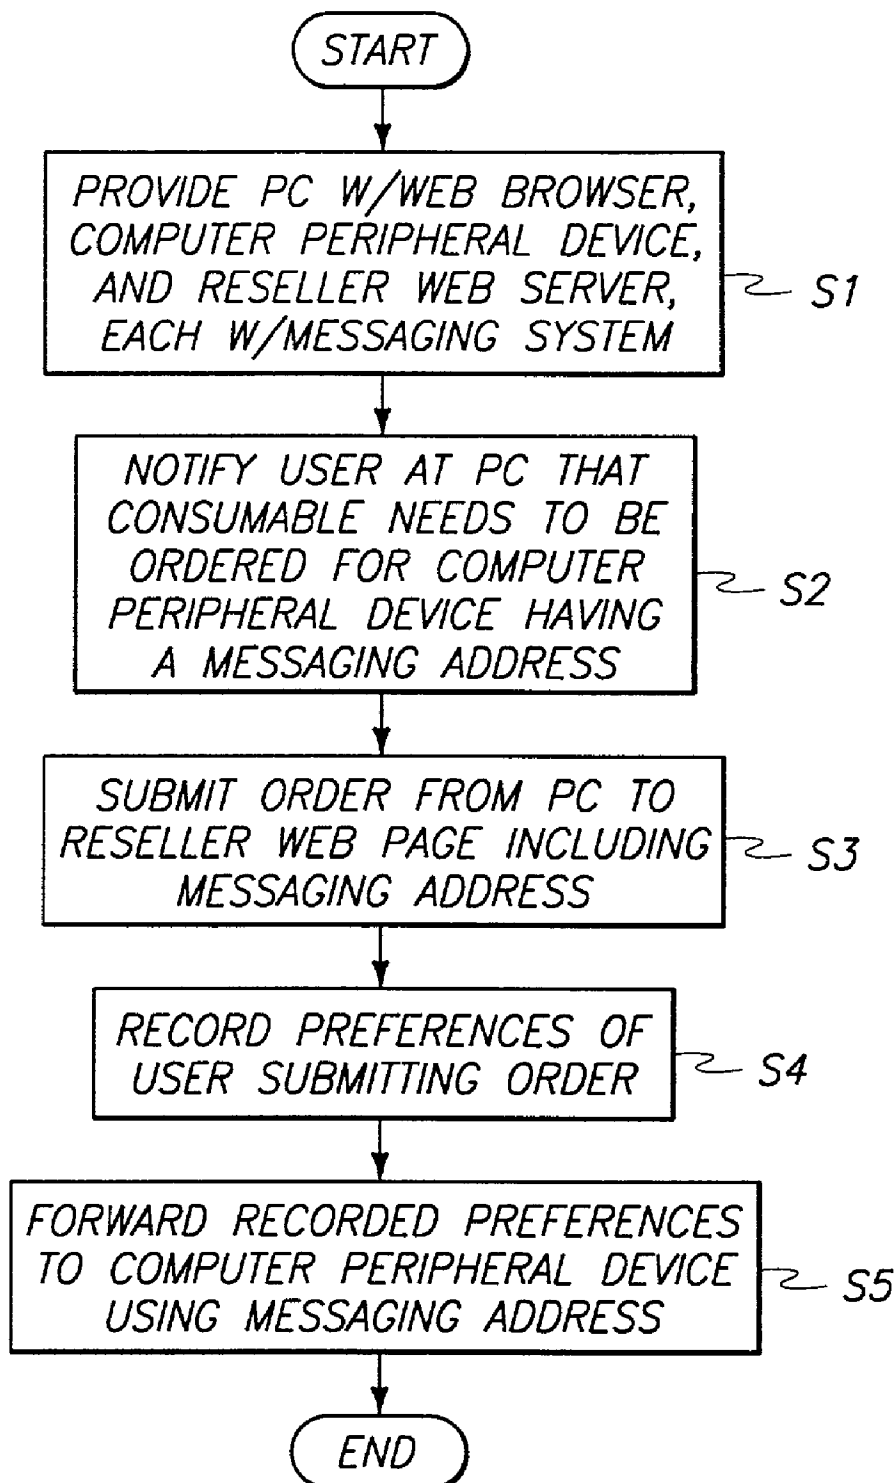 START
PROVIDE PC W/WEB BROWSER,
COMPUTER PERIPHERAL DEVICE,
AND RESELLER WEB SERVER,
EACH W/MESSAGING SYSTEM
S1
NOTIFY USER AT PC THAT
CONSUMABLE NEEDS TO BE
ORDERED FOR COMPUTER
PERIPHERAL DEVICE HAVING
A MESSAGING ADDRESS
S2
SUBMIT ORDER FROM PC TO
RESELLER WEB PAGE INCLUDING
MESSAGING ADDRESS
S3
RECORD PREFERENCES OF
USER SUBMITTING ORDER
S4
FORWARD RECORDED PREFERENCES
TO COMPUTER PERIPHERAL DEVICE
USING MESSAGING ADDRESS
S5
END